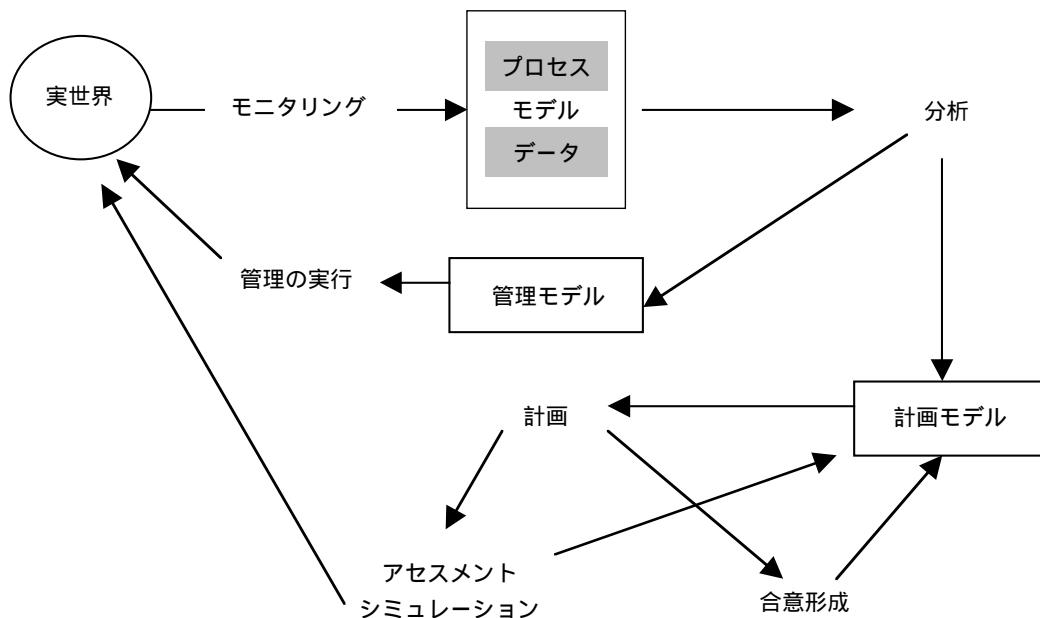 実世界
モニタリング
プロセス
モデル
データ
分析
管理の実行
管理モデル
計画
計画モデル
アセスメント
シミュレーション
合意形成